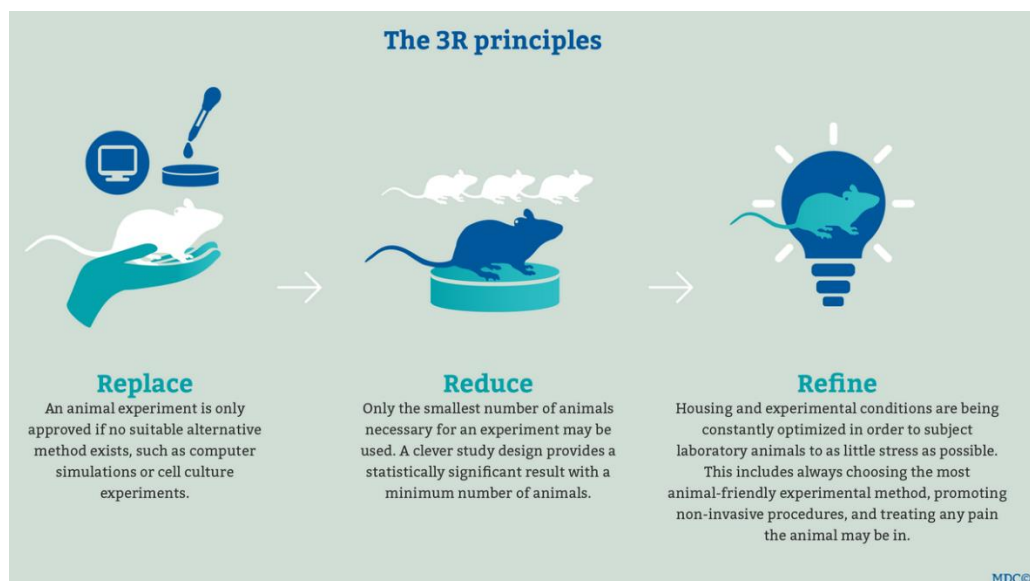 The 3R principles
Replace
An animal experiment is only
approved if no suitable alternative
method exists, such as computer
simulations or cell culture
experiments.
Reduce
Only the smallest number of animals
necessary for an experiment may be
used. A clever study design provides a
statistically significant result with a
minimum number of animals.
Refine
Housing and experimental conditions are being
constantly optimized in order to subject
laboratory animals to as little stress as possible.
This includes always choosing the most
animal-friendly experimental method, promoting
non-invasive procedures, and treating any pain
the animal may be in.
MDC©